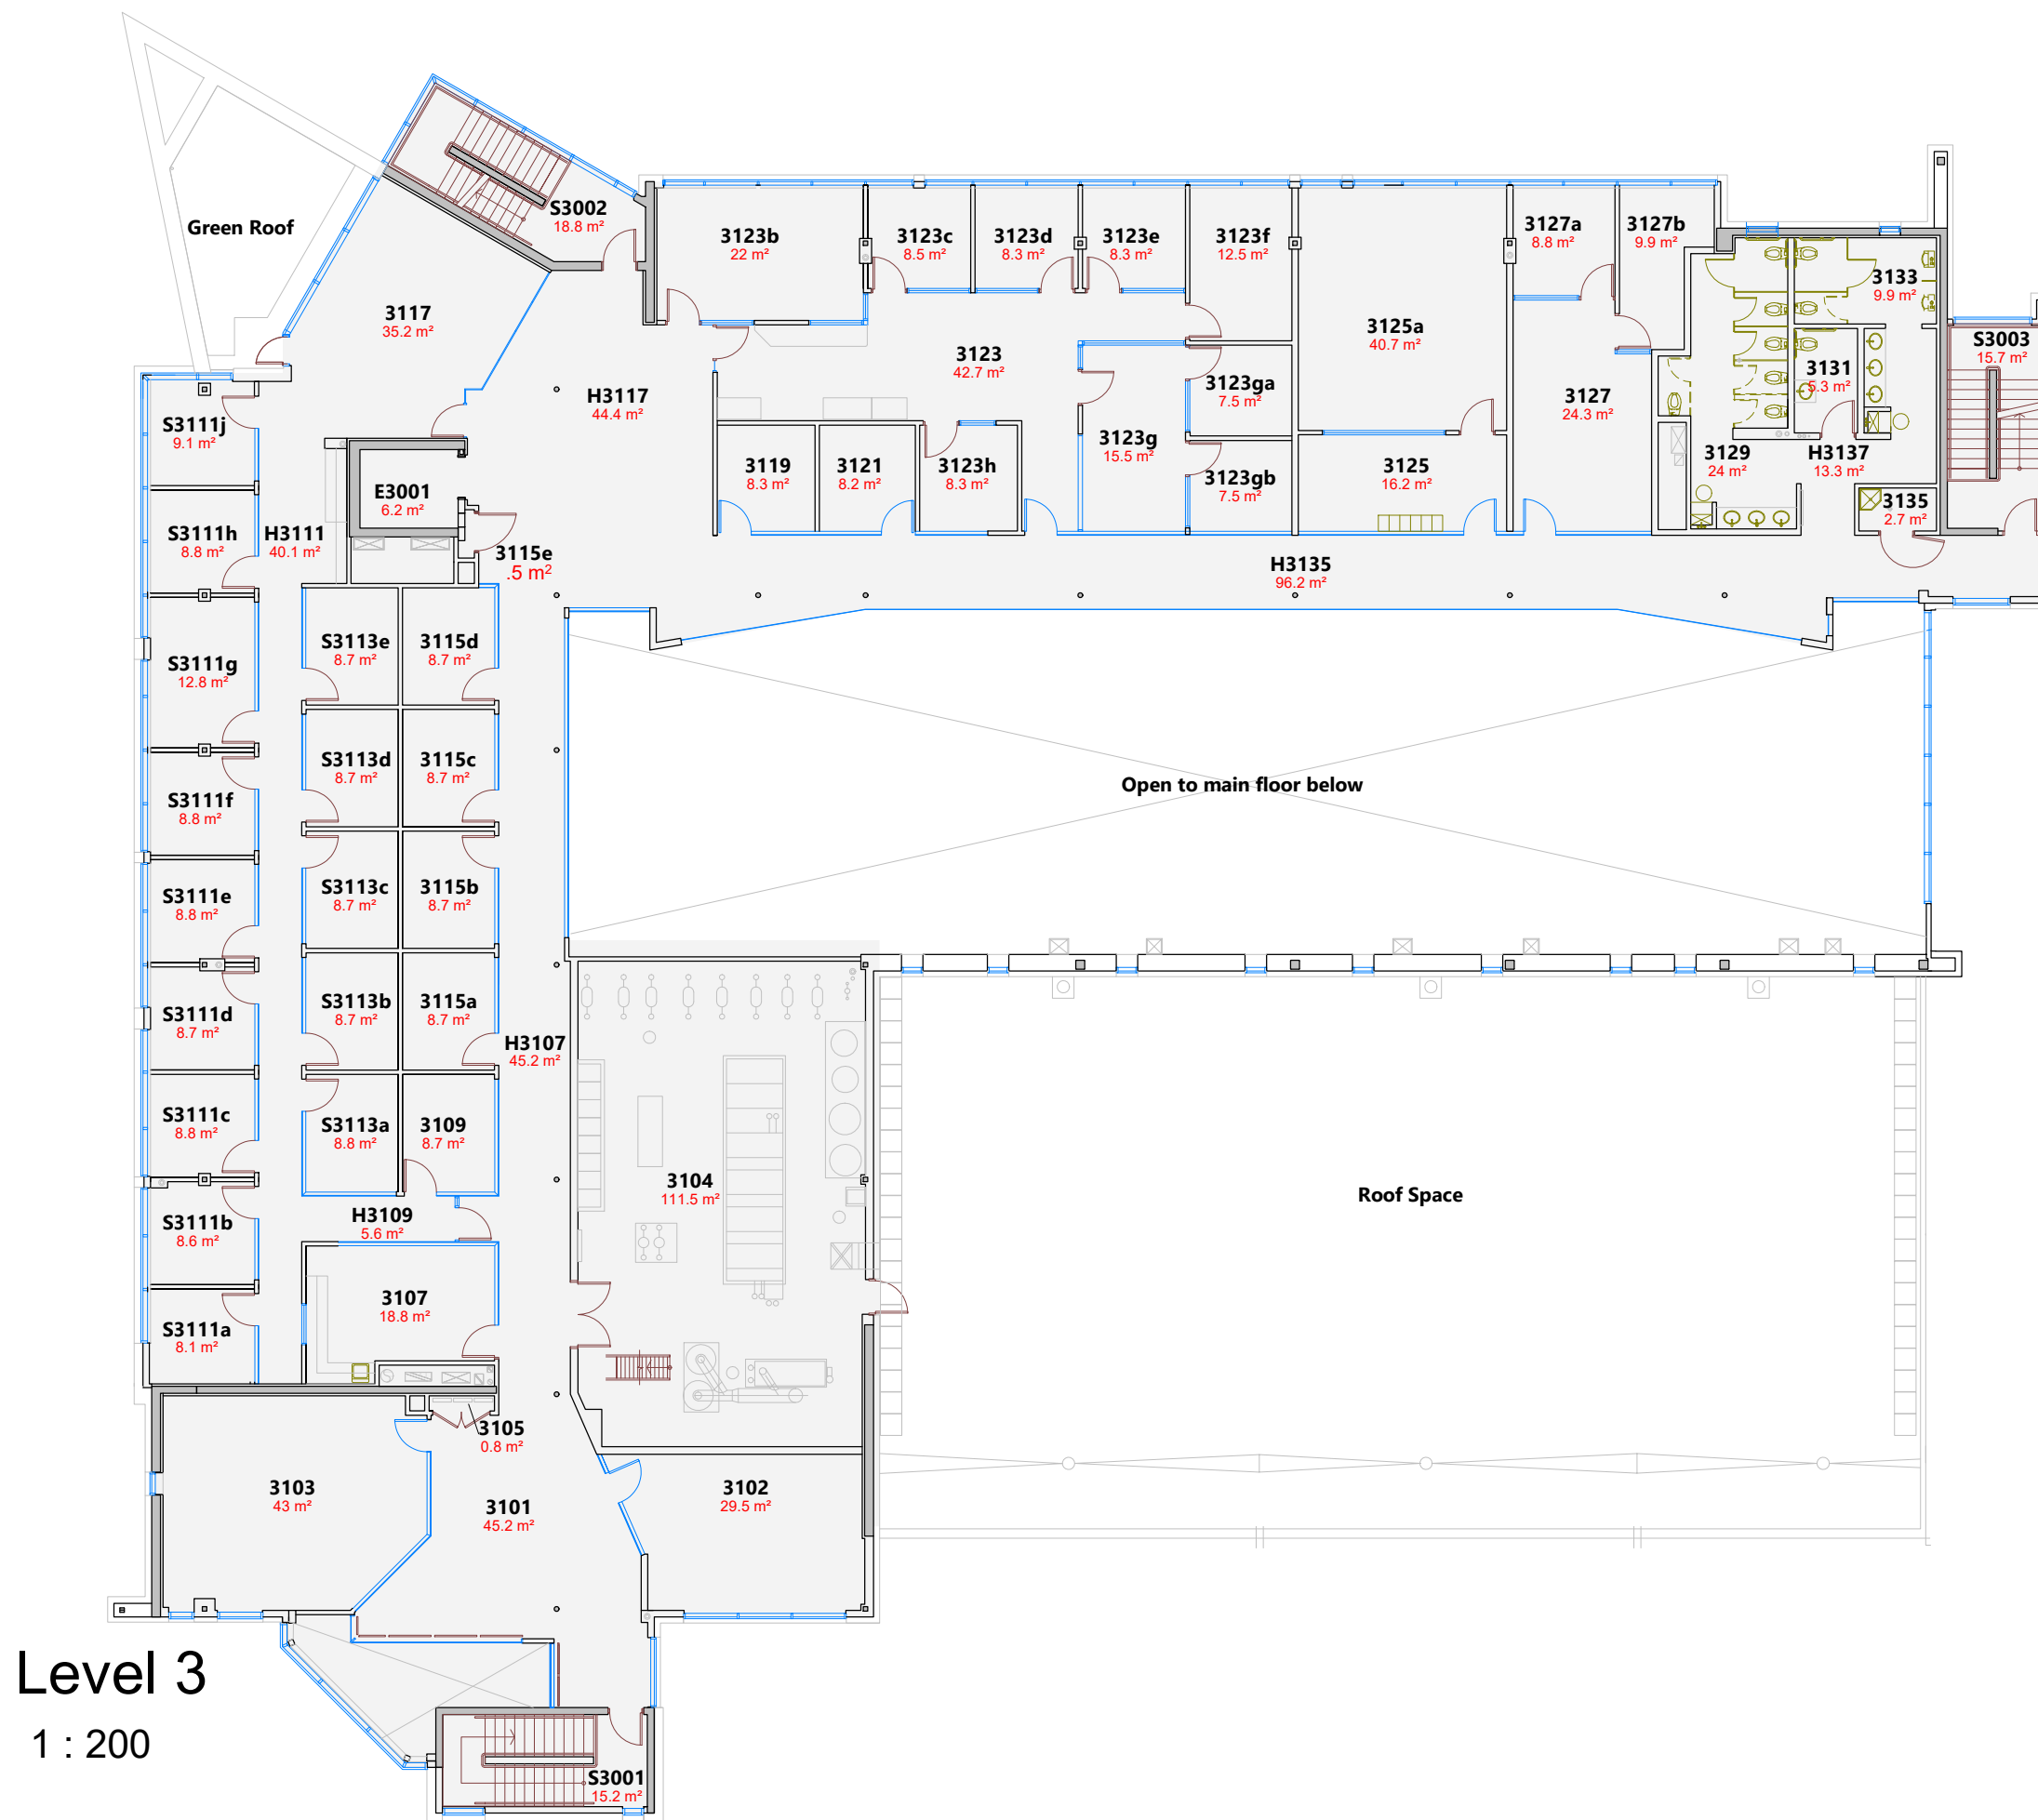 Green Roof
S3002
18.8 m²
3123b
22 m²
3123c
8.5 m²
3123d
8.3 m²
3123e
8.3 m²
3123f
12.5 m²
3127a
8.8 m²
3127b
9.9 m²
3133
9.9 m²
3117
35.2 m²
3125a
40.7 m²
S3003
15.7 m²
3123
42.7 m²
3131
5.3 m²
3123ga
7.5 m²
H3117
44.4 m²
3127
24.3 m²
S3111j
9.1 m²
3123g
15.5 m²
3119
8.3 m²
3121
8.2 m²
3123h
8.3 m²
3123gb
7.5 m²
3125
16.2 m²
3129
24 m²
H3137
13.3 m²
E3001
6.2 m²
3135
2.7 m²
S3111h
8.8 m²
H3111
40.1 m²
3115e
.5 m²
H3135
96.2 m²
S3113e
8.7 m²
3115d
8.7 m²
S3111g
12.8 m²
S3113d
8.7 m²
3115c
8.7 m²
Open to main floor below
S3111f
8.8 m²
S3113c
8.7 m²
3115b
8.7 m²
S3111e
8.8 m²
S3113b
8.7 m²
3115a
8.7 m²
S3111d
8.7 m²
H3107
45.2 m²
S3111c
8.8 m²
S3113a
8.8 m²
3109
8.7 m²
3104
111.5 m²
Roof Space
S3111b
8.6 m²
H3109
5.6 m²
3107
18.8 m²
S3111a
8.1 m²
3105
0.8 m²
3103
43 m²
3101
45.2 m²
3102
29.5 m²
Level 3
1 : 200
S3001
15.2 m²